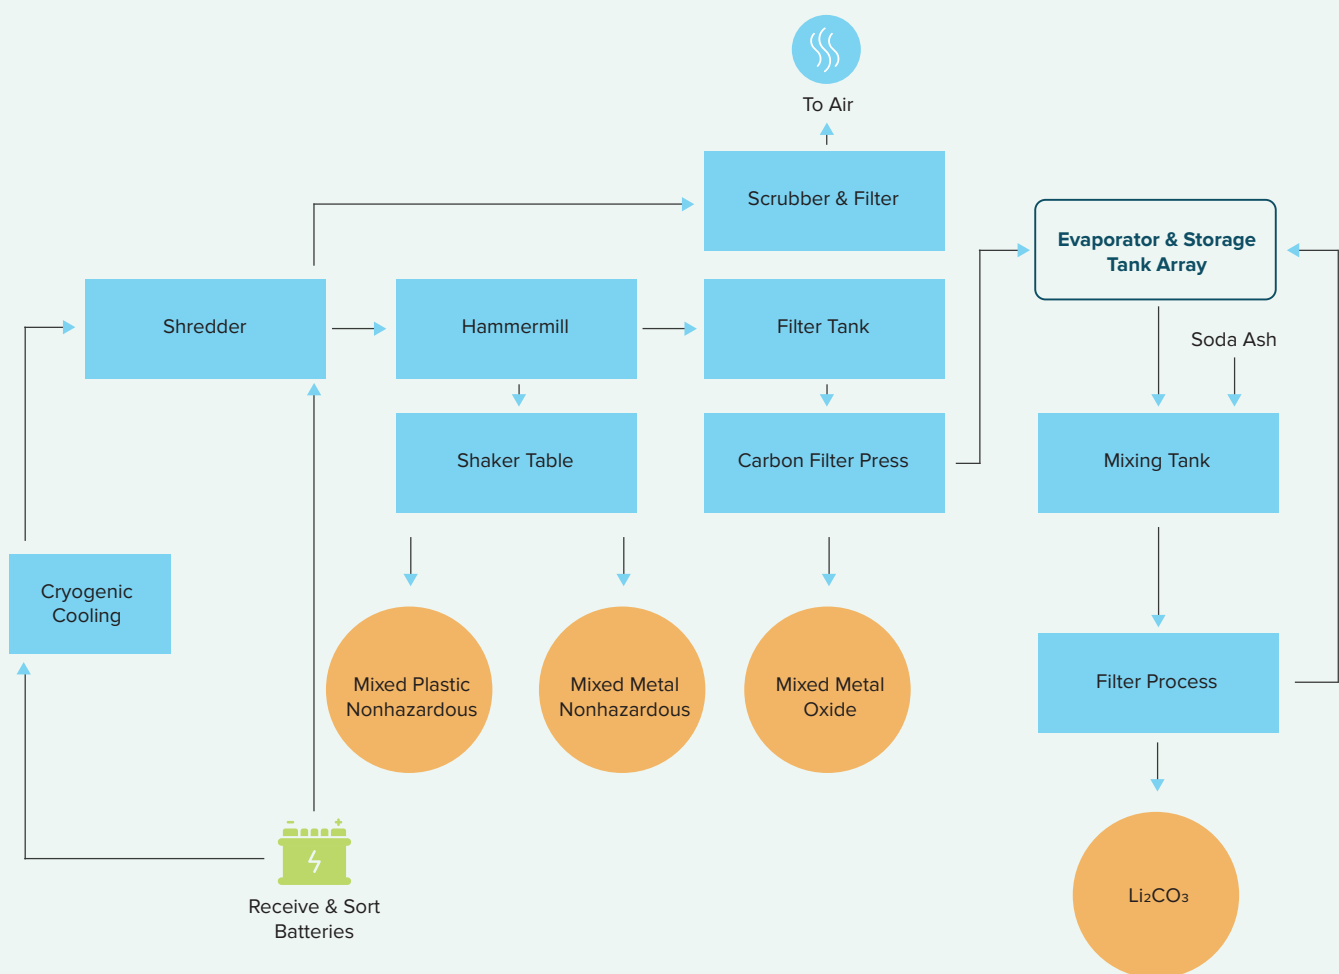 To Air
Scrubber & Filter
Evaporator & Storage
Tank Array
Shredder
Hammermill
Filter Tank
Soda Ash
Shaker Table
Carbon Filter Press
Mixing Tank
Cryogenic
Cooling
Mixed Plastic
Nonhazardous
Mixed Metal
Nonhazardous
Mixed Metal
Oxide
Filter Process
Receive & Sort
Batteries
Li₂CO₃